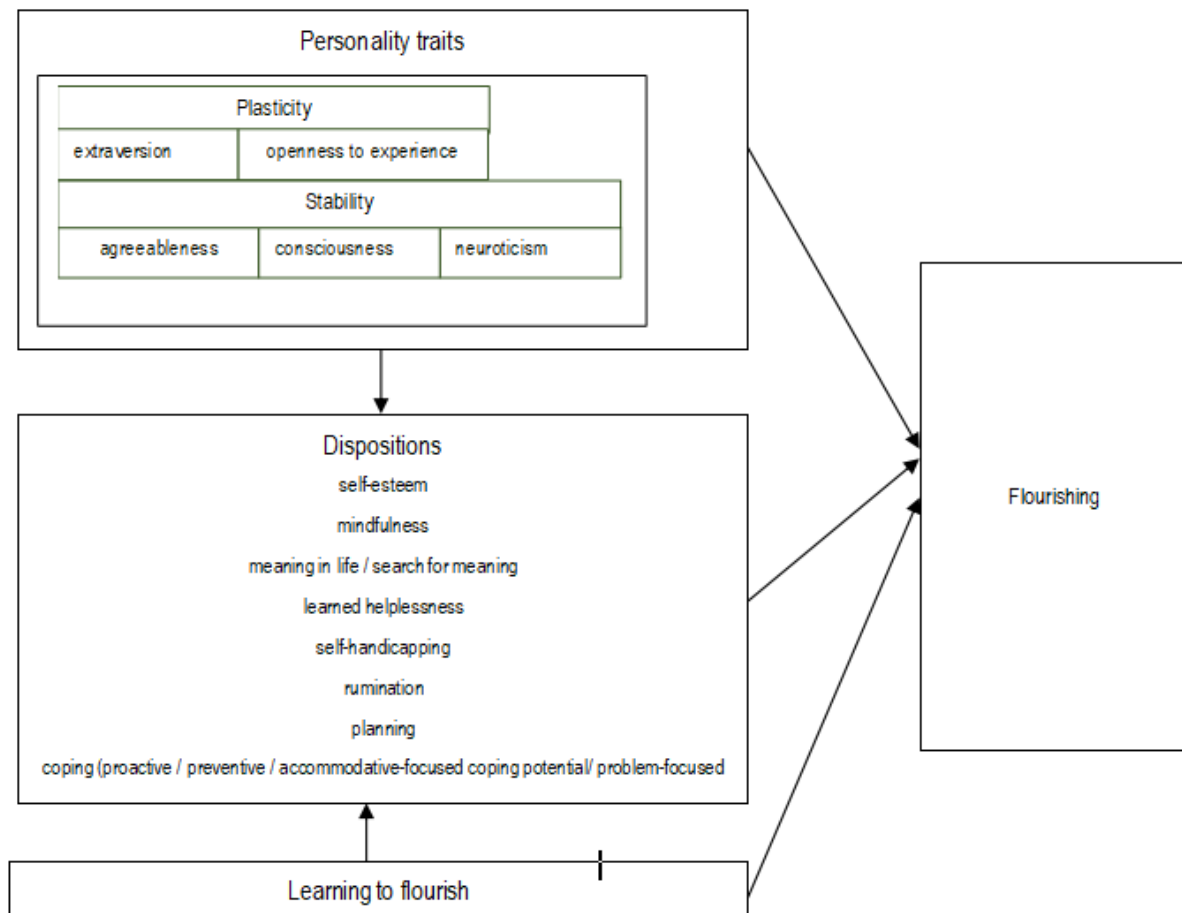 Personality traits
Plasticity
extraversion
openness to experience
Stability
agreeableness
consciousness
neuroticism
Dispositions
self-esteem
mindfulness
meaning in life / search for meaning
learned helplessness
self-handicapping
rumination
planning
coping (proactive / preventive / accommodative-focused coping potential/ problem-focused
Flourishing
Learning to flourish